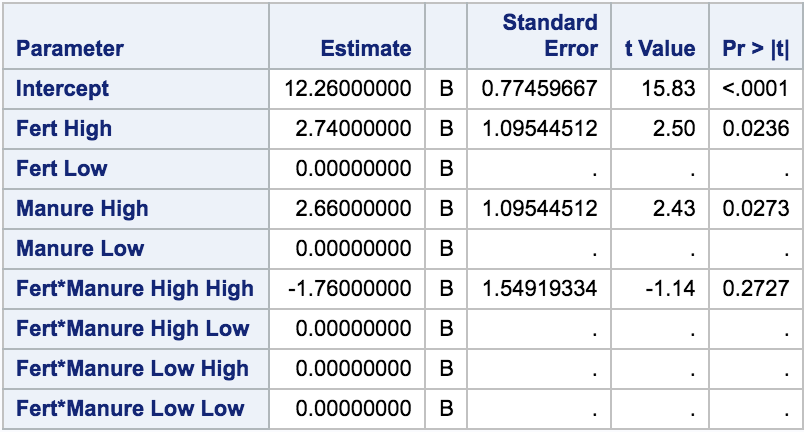 Parameter Estimate Standard Error t Value Pr > |t|
Intercept 12.26000000 B 0.77459667 15.83 <.0001
Fert High 2.74000000 B 1.09544512 2.50 0.0236
Fert Low 0.00000000 B . . .
Manure High 2.66000000 B 1.09544512 2.43 0.0273
Manure Low 0.00000000 B . . .
Fert*Manure High High -1.76000000 B 1.54919334 -1.14 0.2727
Fert*Manure High Low 0.00000000 B . . .
Fert*Manure Low High 0.00000000 B . . .
Fert*Manure Low Low 0.00000000 B . . .